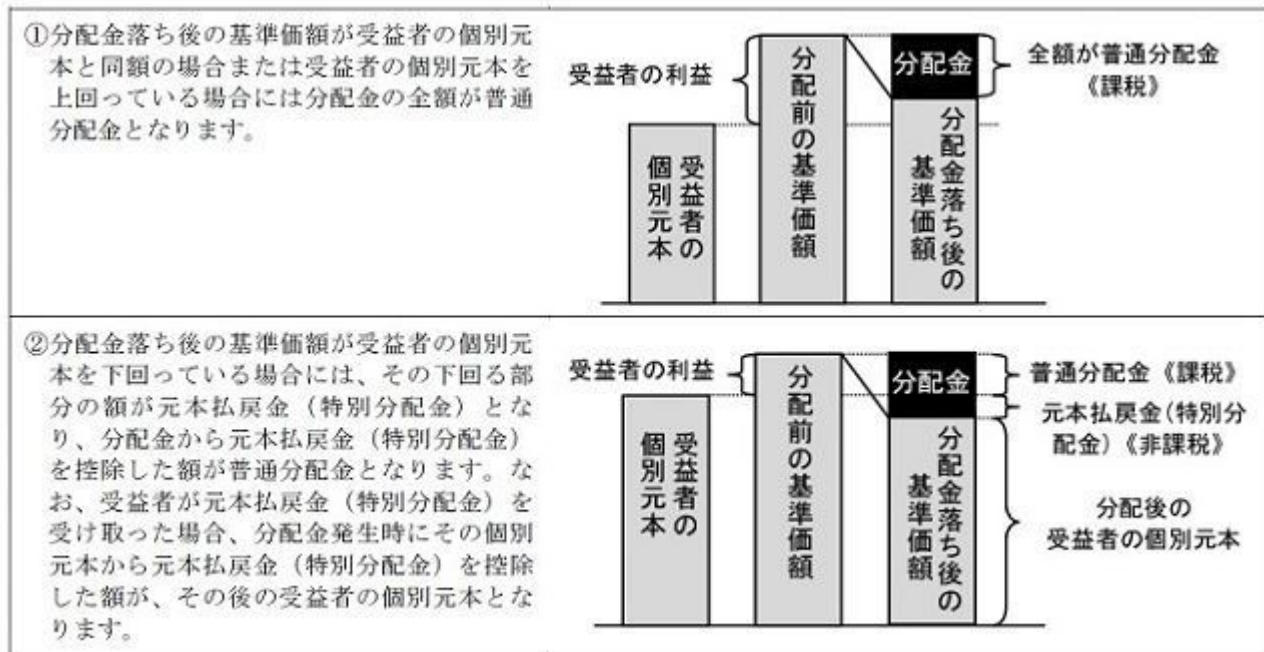 ①分配金落ち後の基準価額が受益者の個別元
本と同額の場合または受益者の個別元本を
上回っている場合には分配金の全額が普通
分配金となります。
受益者の利益
受益者の
個別元本
分配前の基準価額
分配金
分配金落ち後の
基準価額
全額が普通分配金
《課税》
②分配金落ち後の基準価額が受益者の個別元
本を下回っている場合には、その下回る部
分の額が元本払戻金（特別分配金）とな
り、分配金から元本払戻金（特別分配金）
を控除した額が普通分配金となります。な
お、受益者が元本払戻金（特別分配金）を
受け取った場合、分配金発生時にその個別
元本から元本払戻金（特別分配金）を控除
した額が、その後の受益者の個別元本とな
ります。
受益者の利益
受益者の
個別元本
分配前の基準価額
分配金
分配金落ち後の
基準価額
普通分配金《課税》
元本払戻金(特別分
配金)《非課税》
分配後の
受益者の個別元本